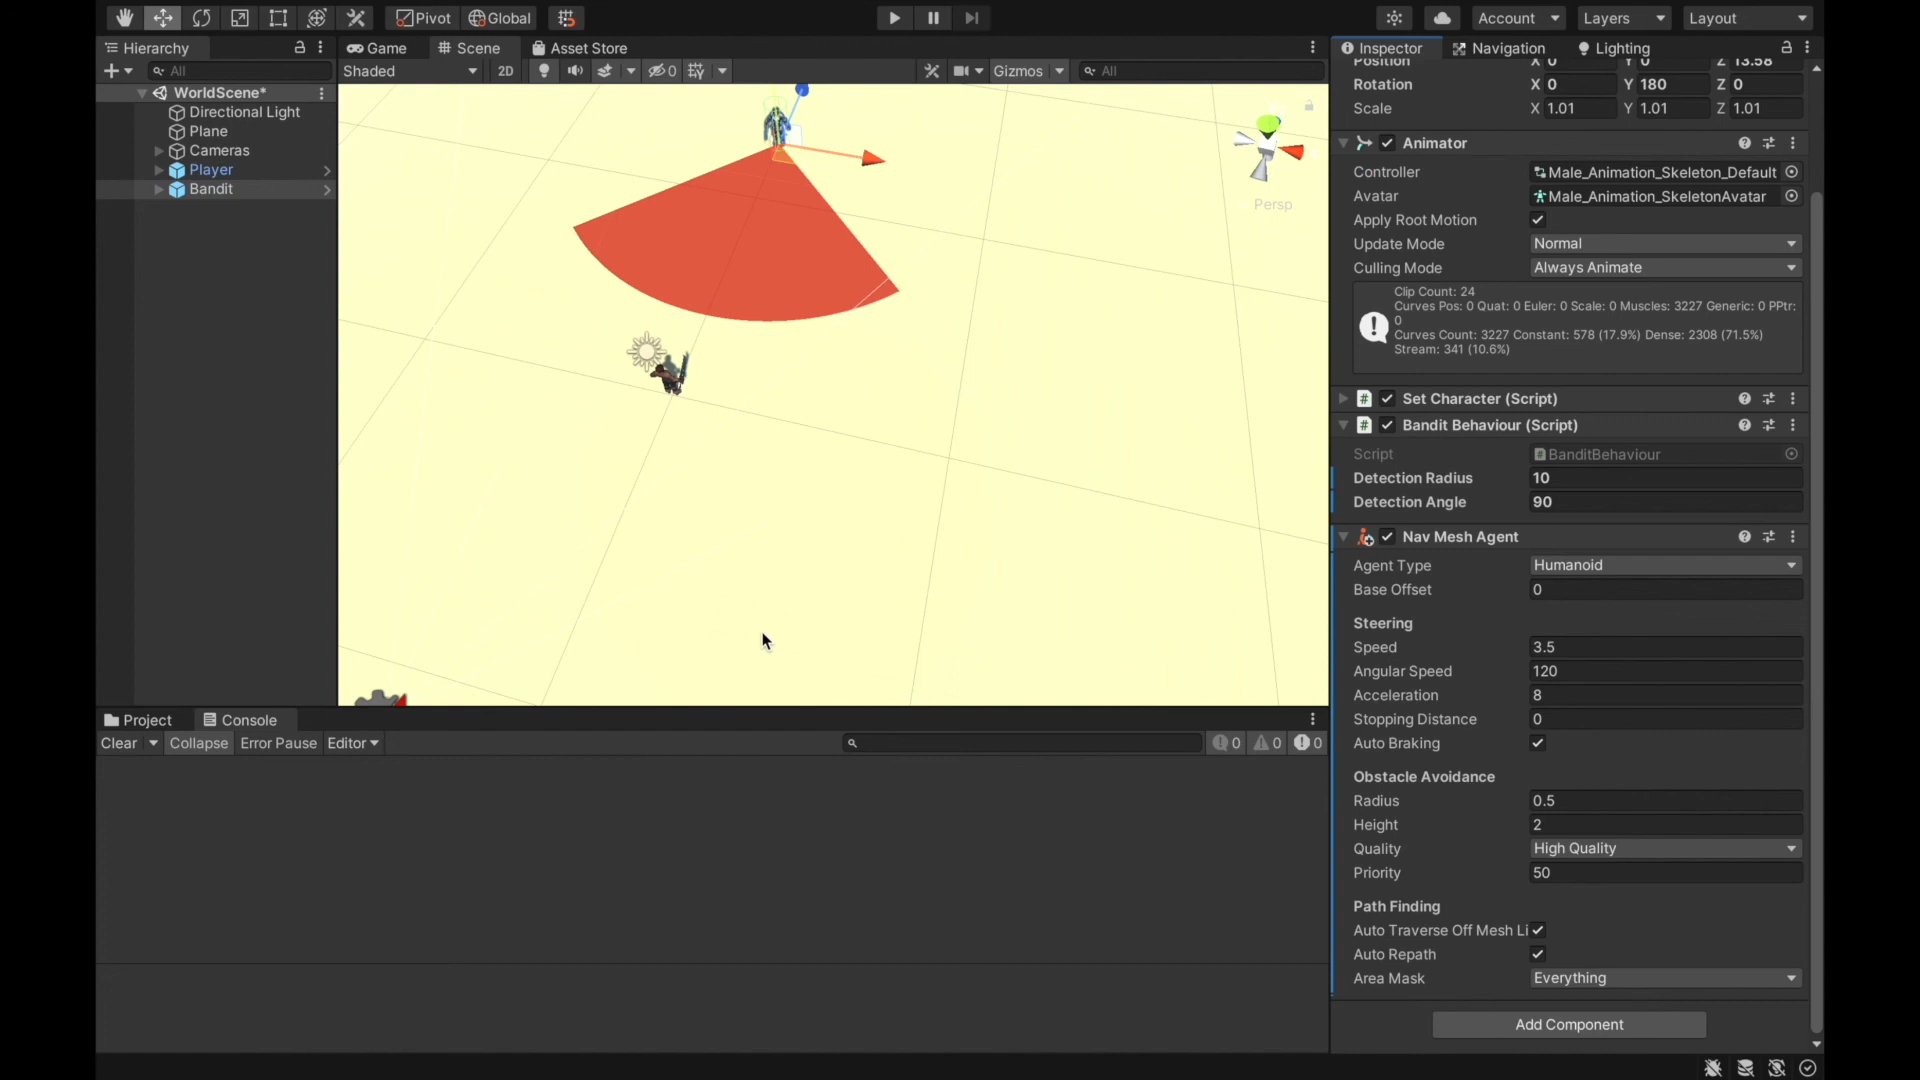 Pivot
Global
Account
Layers
Layout
Hierarchy
All
WorldScene*
Directional Light
Plane
Cameras
Player
Bandit
Game
Scene
Asset Store
Shaded
2D
0
Gizmos
All
Persp
Inspector
Navigation
Lighting
Position X 0 Y 0 Z 13.58
Rotation X 0 Y 180 Z 0
Scale X 1.01 Y 1.01 Z 1.01
Animator
Controller Male_Animation_Skeleton_Default
Avatar Male_Animation_SkeletonAvatar
Apply Root Motion
Update Mode Normal
Culling Mode Always Animate
Clip Count: 24
Curves Pos: 0 Quat: 0 Euler: 0 Scale: 0 Muscles: 3227 Generic: 0 PPtr:
0
Curves Count: 3227 Constant: 578 (17.9%) Dense: 2308 (71.5%)
Stream: 341 (10.6%)
Set Character (Script)
Bandit Behaviour (Script)
Script BanditBehaviour
Detection Radius 10
Detection Angle 90
Nav Mesh Agent
Agent Type Humanoid
Base Offset 0
Steering
Speed 3.5
Angular Speed 120
Acceleration 8
Stopping Distance 0
Auto Braking
Obstacle Avoidance
Radius 0.5
Height 2
Quality High Quality
Priority 50
Path Finding
Auto Traverse Off Mesh Li
Auto Repath
Area Mask Everything
Add Component
Project
Console
Clear
Collapse
Error Pause
Editor
0
0
0